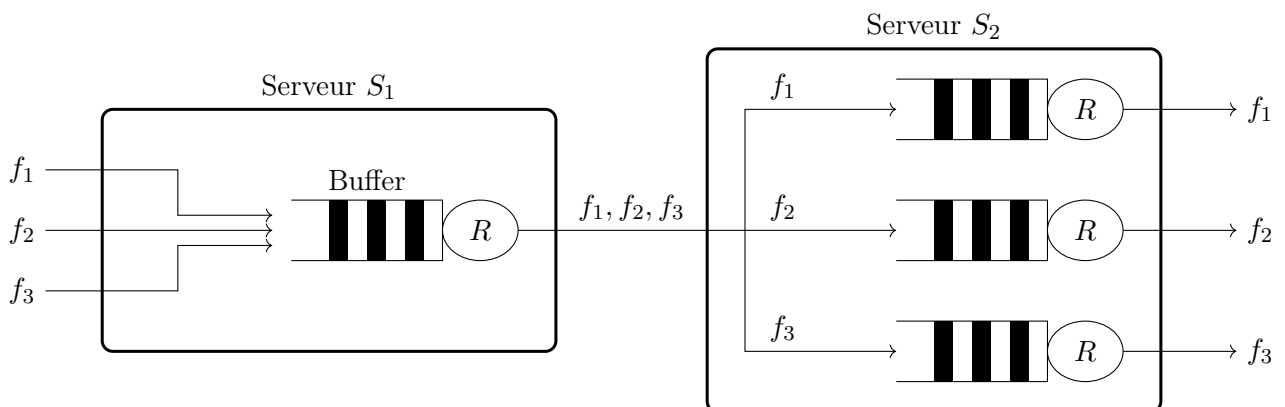 Serveur S₂
Serveur S₁
f₁
f₂
f₃
Buffer
R
f₁, f₂, f₃
f₁
R
f₁
f₂
R
f₂
f₃
R
f₃